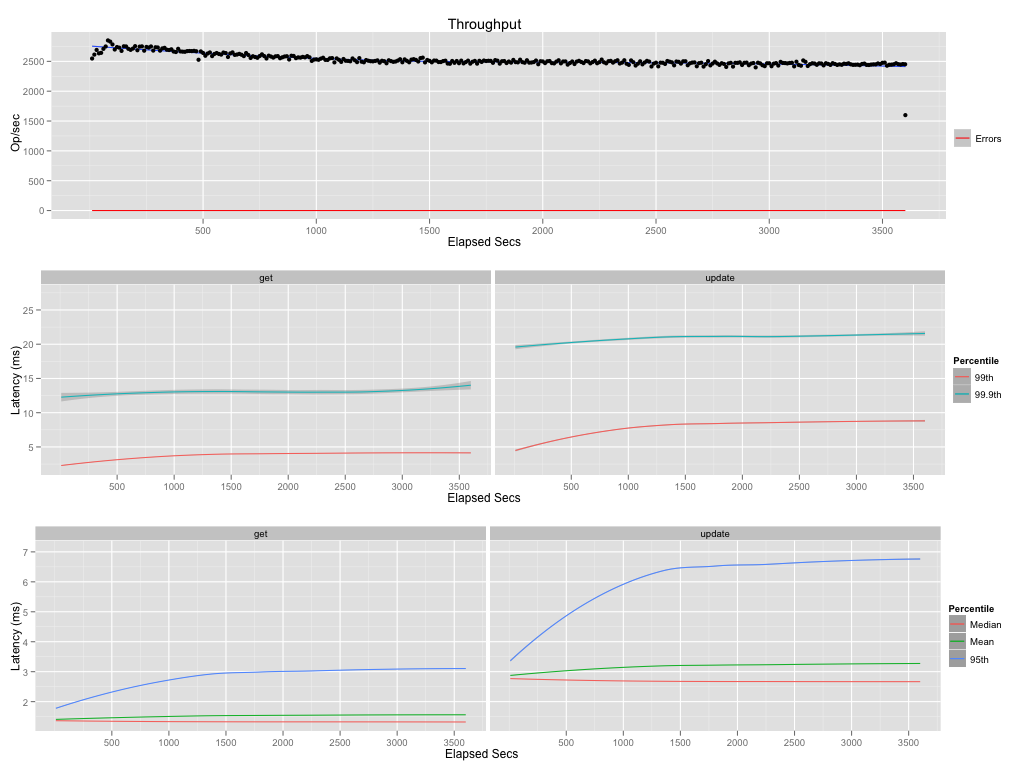 Throughput
Op/sec
2500
2000
1500
1000
500
0
500 1000 1500 2000 2500 3000 3500
Elapsed Secs
Errors
get update
Latency (ms)
25
20
15
10
5
500 1000 1500 2000 2500 3000 3500 500 1000 1500 2000 2500 3000 3500
Elapsed Secs
Percentile
99th
99.9th
get update
Latency (ms)
7
6
5
4
3
2
500 1000 1500 2000 2500 3000 3500 500 1000 1500 2000 2500 3000 3500
Elapsed Secs
Percentile
Median
Mean
95th